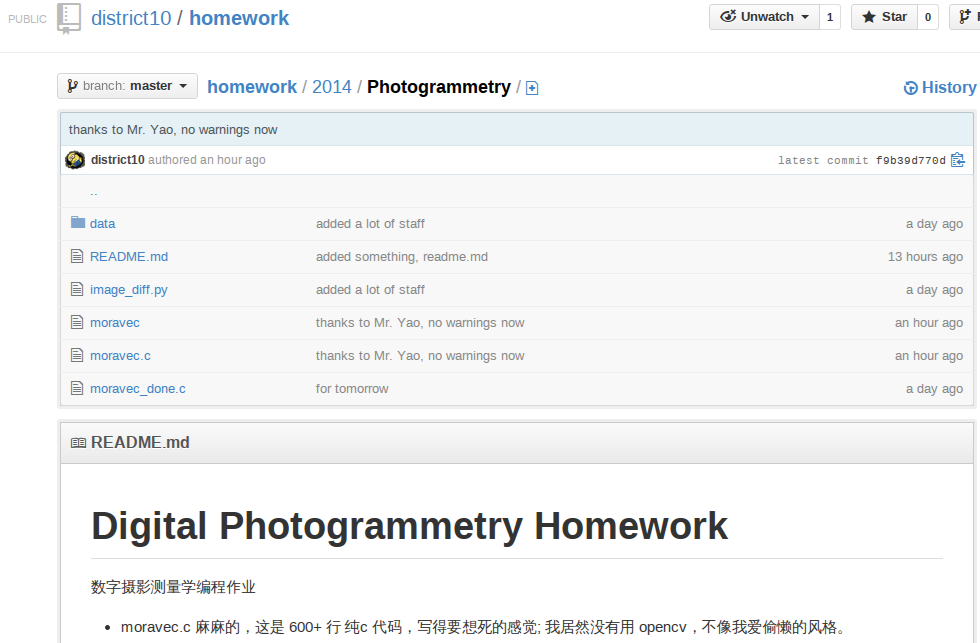 PUBLIC district10 / homework Unwatch 1 Star 0
branch: master homework / 2014 / Photogrammetry / History
thanks to Mr. Yao, no warnings now
district10 authored an hour ago latest commit f9b39d770d
..
data added a lot of staff a day ago
README.md added something, readme.md 13 hours ago
image_diff.py added a lot of staff a day ago
moravec thanks to Mr. Yao, no warnings now an hour ago
moravec.c thanks to Mr. Yao, no warnings now an hour ago
moravec_done.c for tomorrow a day ago
README.md
Digital Photogrammetry Homework
数字摄影测量学编程作业
• moravec.c 麻麻的，这是 600+ 行 纯c 代码，写得要想死的感觉; 我居然没有用 opencv，不像我爱偷懒的风格。